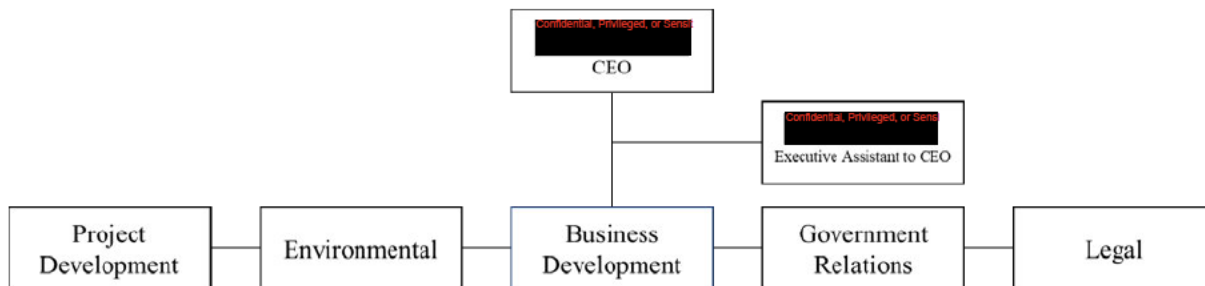 Confidential, Privileged, or Sensi
CEO
Confidential, Privileged, or Sensi
Executive Assistant to CEO
Project
Development
Environmental
Business
Development
Government
Relations
Legal